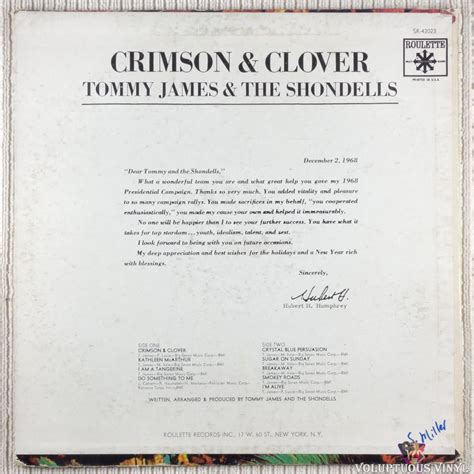 SR-42023
ROULETTE
PRINTED IN U.S.A.
CRIMSON & CLOVER
TOMMY JAMES & THE SHONDELLS
December 2, 1968
"Dear Tommy and the Shondells,"
What a wonderful team you are and what great help you gave my 1968
Presidential Campaign. Thanks so very much. You added vitality and pleasure
to so many campaign rallys. You made sacrifices in my behalf, "you cooperated
enthusiastically," you made my cause your own and helped it immeasurably.
No one will be happier than I to see your further success. You have what it
takes for top stardom...youth, idealism, talent, and zest.
I look forward to being with you on future occasions.
My deep appreciation and best wishes for the holidays and a New Year rich
with blessings.
Sincerely,
Hubert H.
Hubert H. Humphrey
SIDE ONE
CRIMSON & CLOVER
KATHLEEN McARTHUR
I AM A TANGERINE
DO SOMETHING TO ME
SIDE TWO
CRYSTAL BLUE PERSUASION
SUGAR ON SUNDAY
BREAKAWAY
SMOKEY ROADS
I'M ALIVE
WRITTEN, ARRANGED & PRODUCED BY TOMMY JAMES AND THE SHONDELLS
ROULETTE RECORDS INC., 17 W. 60 ST., NEW YORK, N.Y.
S. Miller
VOLUPTUOUS VINYL